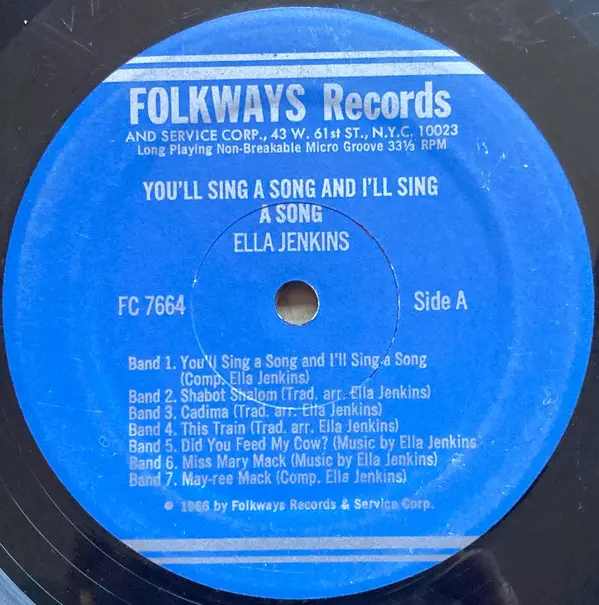 FOLKWAYS Records
AND SERVICE CORP., 43 W. 61st ST., N.Y.C. 10023
Long Playing Non-Breakable Micro Groove 33⅓ RPM
YOU'LL SING A SONG AND I'LL SING
A SONG
ELLA JENKINS
FC 7664
Side A
Band 1. You'll Sing a Song and I'll Sing a Song
(Comp. Ella Jenkins)
Band 2. Shabot Shalom (Trad. arr. Ella Jenkins)
Band 3. Cadima (Trad. arr. Ella Jenkins)
Band 4. This Train (Trad. arr. Ella Jenkins)
Band 5. Did You Feed My Cow? (Music by Ella Jenkins
Band 6. Miss Mary Mack (Music by Ella Jenkins)
Band 7. May-ree Mack (Comp. Ella Jenkins)
℗ 1966 by Folkways Records & Service Corp.